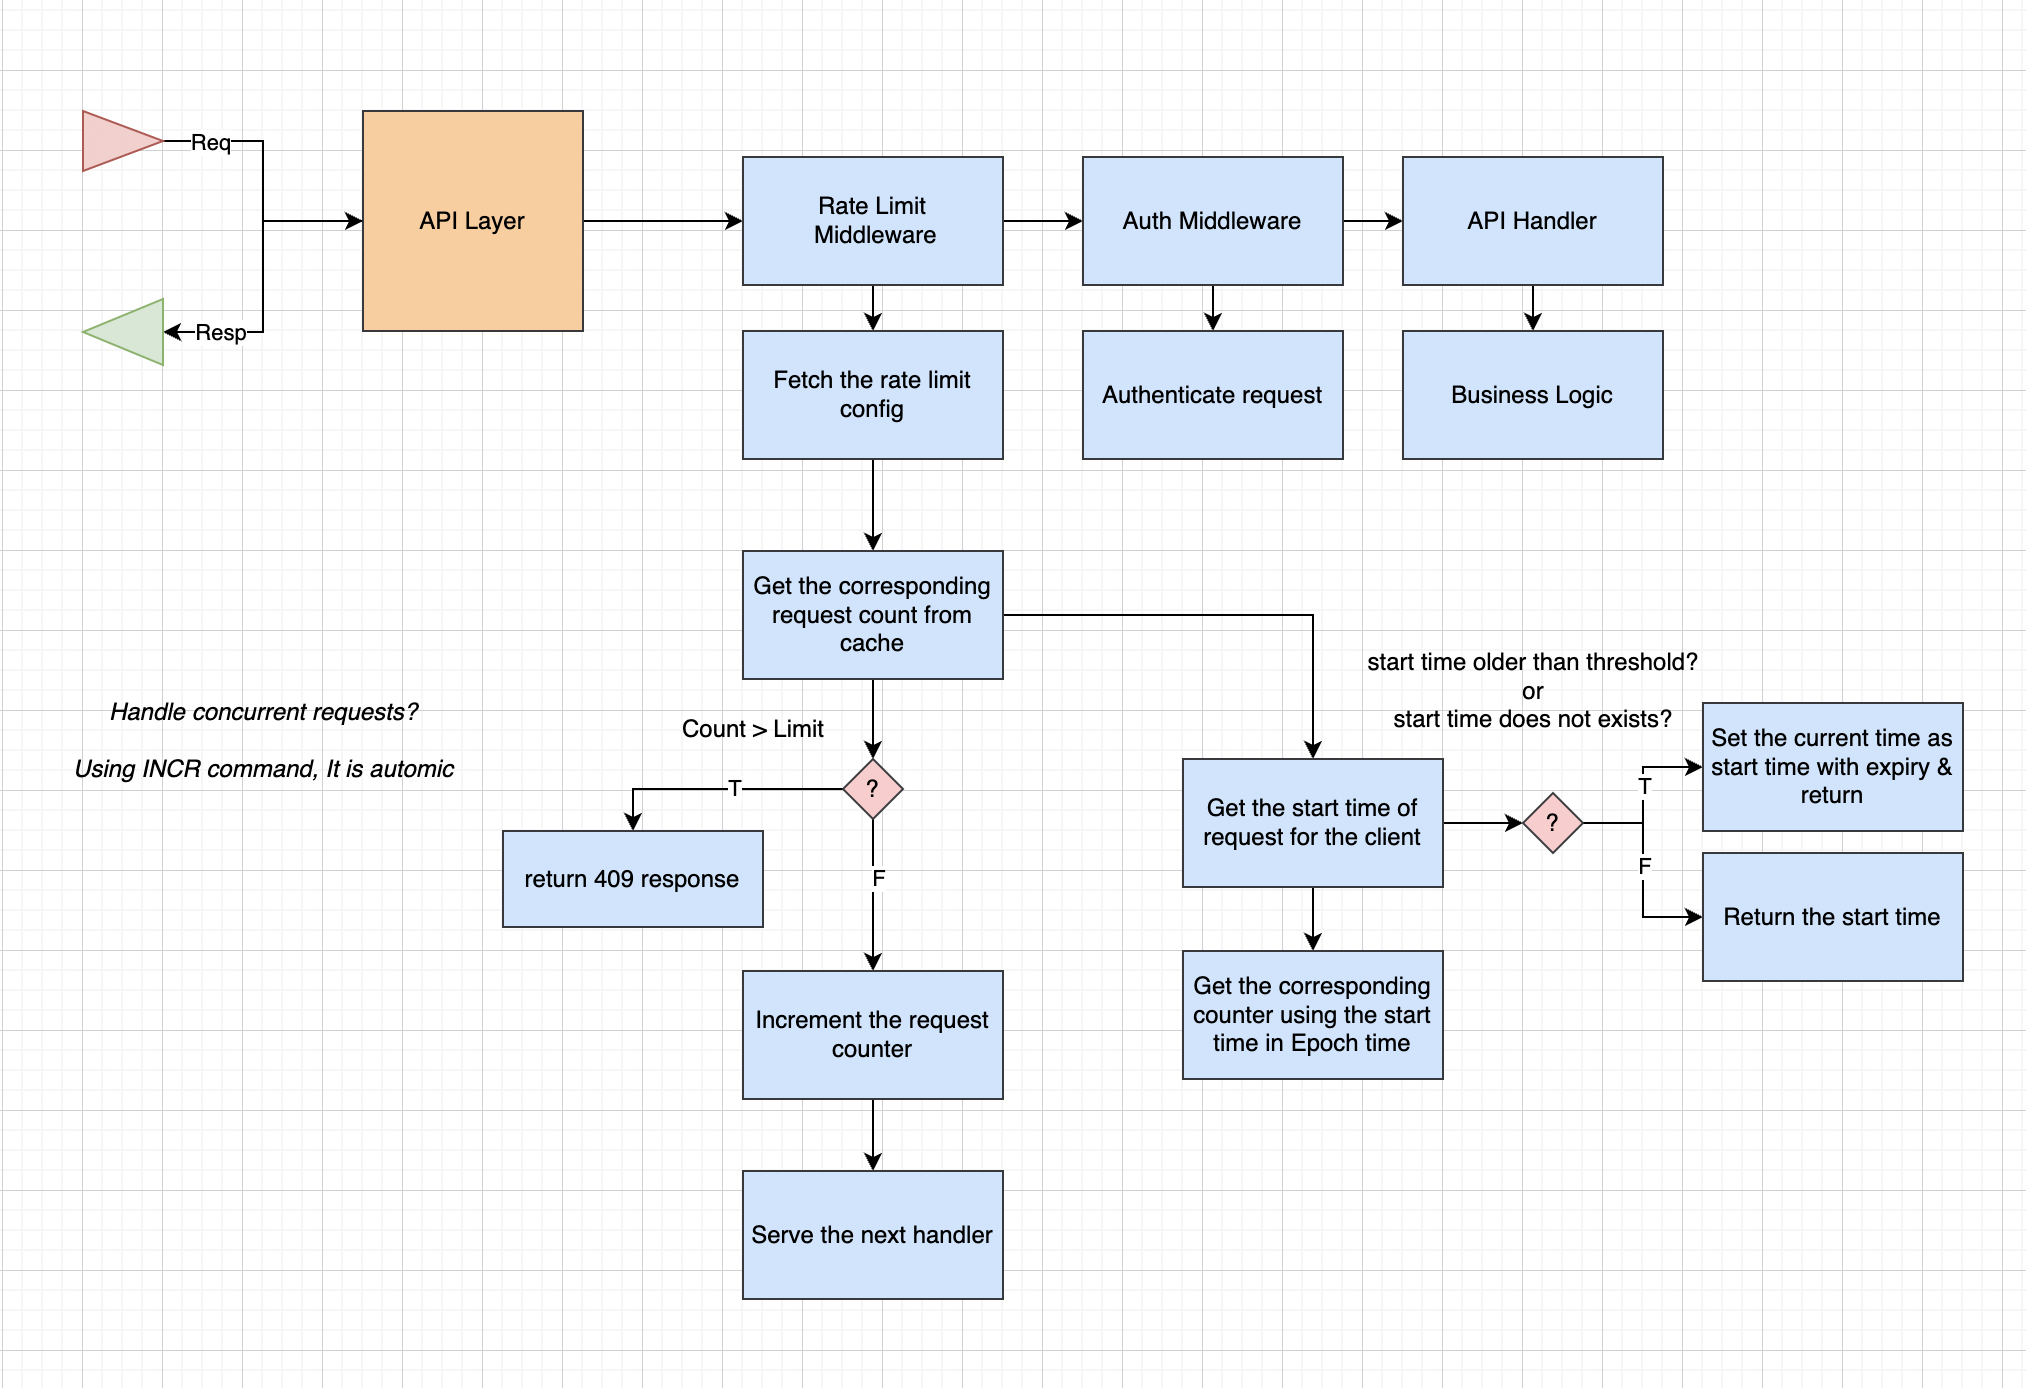 Req
API Layer
Rate Limit
Middleware
Auth Middleware
API Handler
Resp
Fetch the rate limit
config
Authenticate request
Business Logic
Get the corresponding
request count from
cache
Handle concurrent requests?
Using INCR command, It is automic
Count > Limit
?
T
return 409 response
F
Increment the request
counter
Serve the next handler
start time older than threshold?
or
start time does not exists?
Get the start time of
request for the client
?
T
Set the current time as
start time with expiry &
return
F
Return the start time
Get the corresponding
counter using the start
time in Epoch time